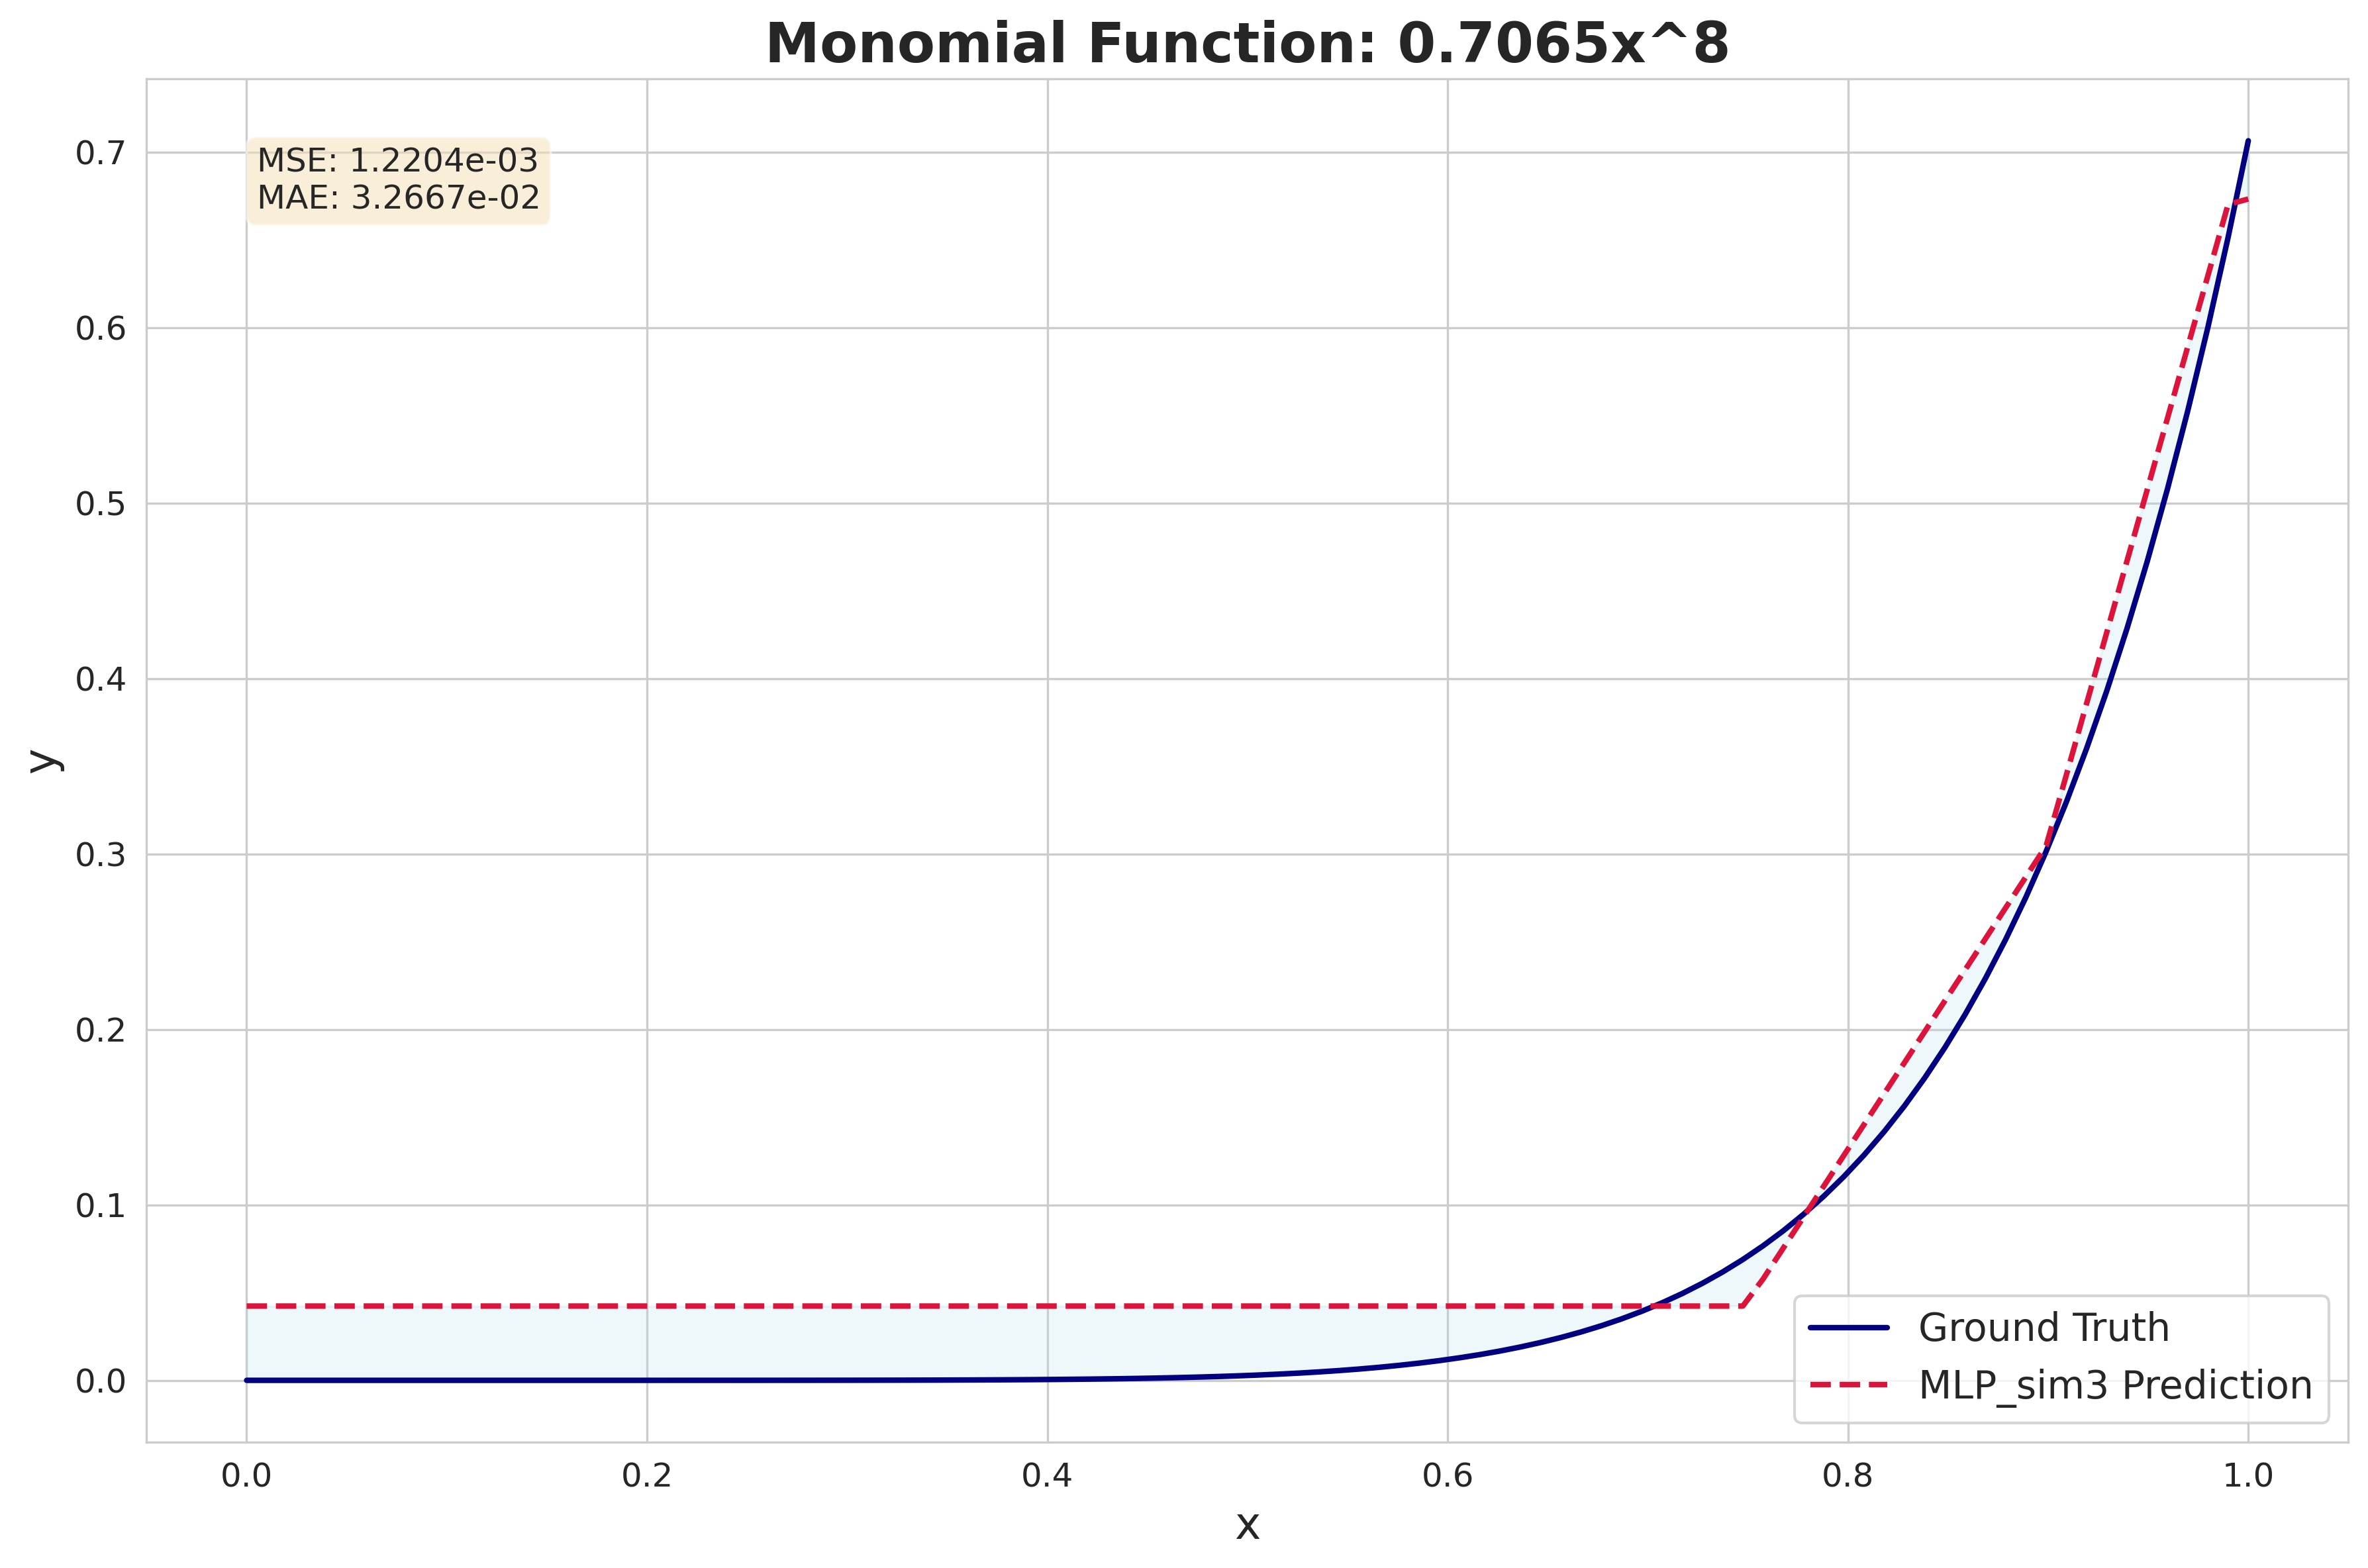 Monomial Function: 0.7065x^8
MSE: 1.2204e-03
MAE: 3.2667e-02
0.7
0.6
0.5
0.4
0.3
0.2
0.1
0.0
y
Ground Truth
MLP_sim3 Prediction
0.0 0.2 0.4 0.6 0.8 1.0
x